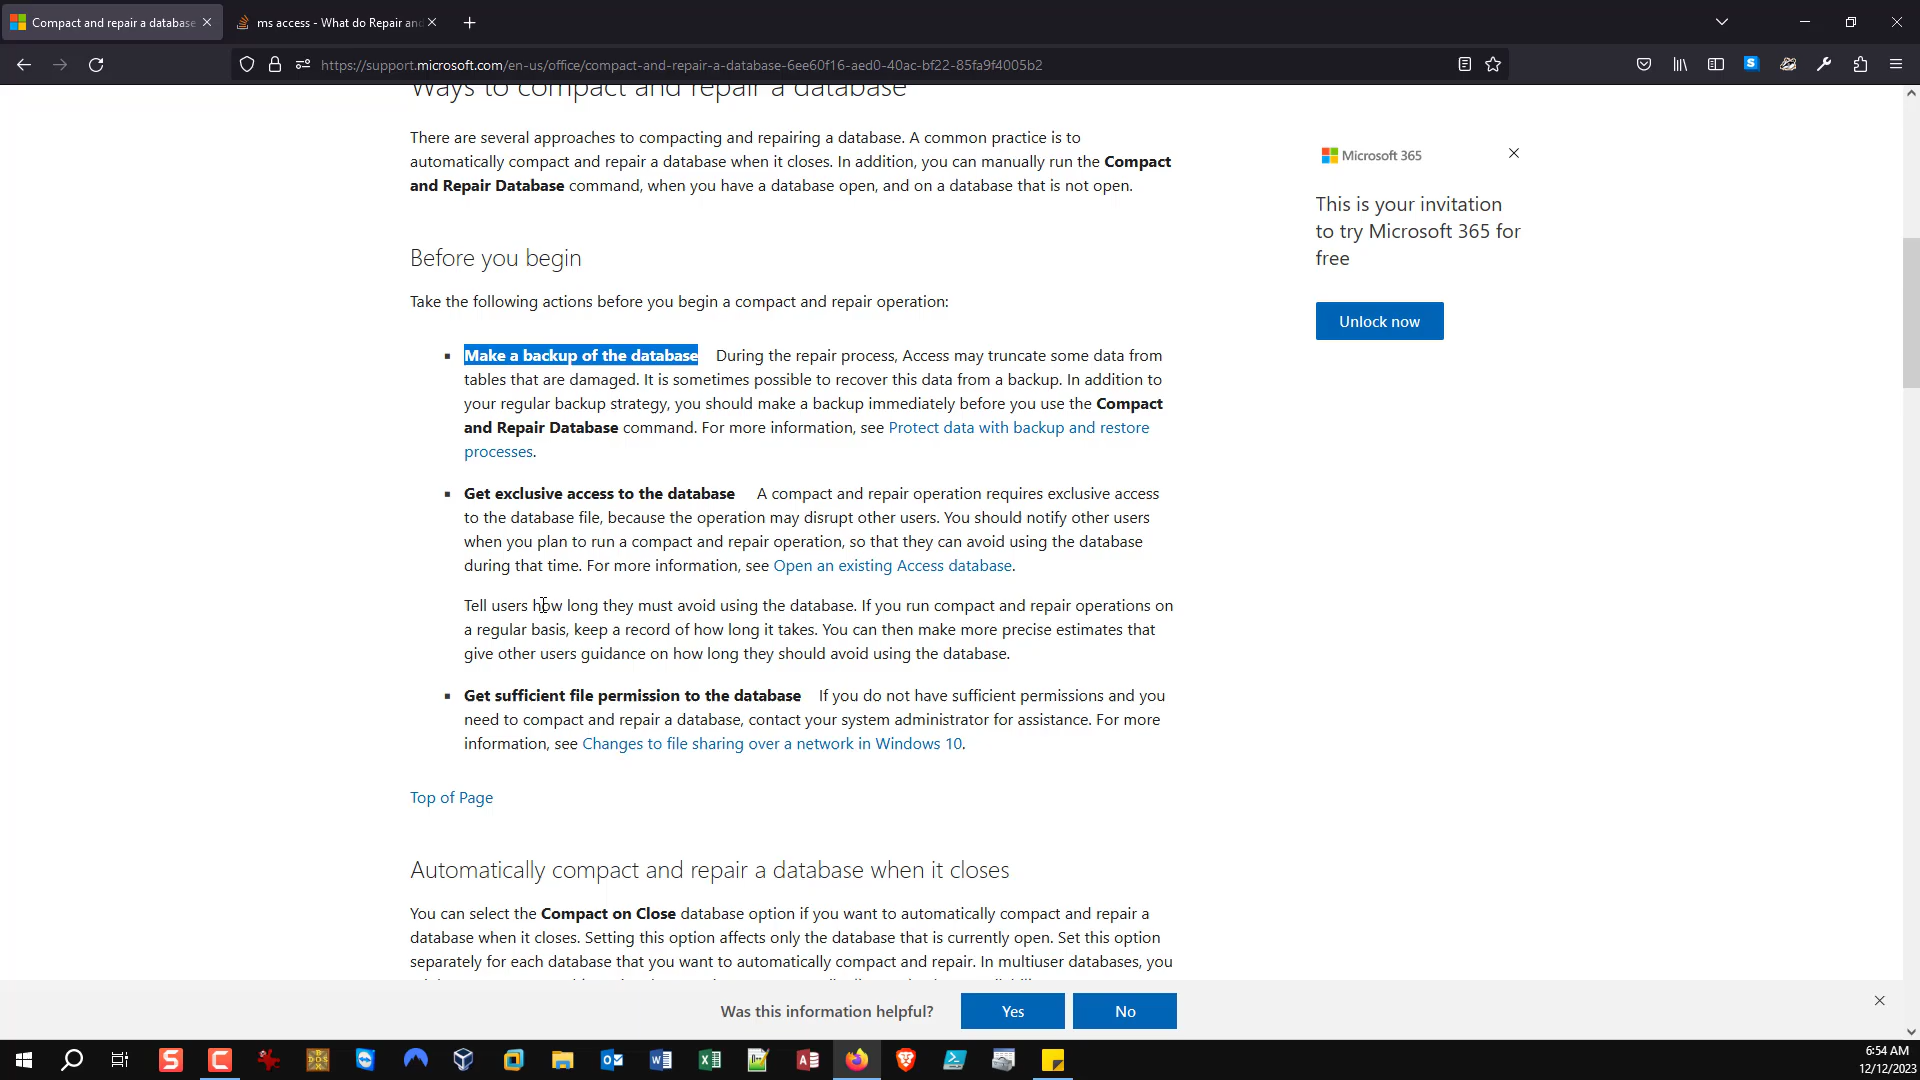 Compact and repair a database
ms access - What do Repair and
https://support.microsoft.com/en-us/office/compact-and-repair-a-database-6ee60f16-aed0-40ac-bf22-85fa9f4005b2
Ways to compact and repair a database
There are several approaches to compacting and repairing a database. A common practice is to
automatically compact and repair a database when it closes. In addition, you can manually run the Compact
and Repair Database command, when you have a database open, and on a database that is not open.
Before you begin
Take the following actions before you begin a compact and repair operation:
Make a backup of the database During the repair process, Access may truncate some data from
tables that are damaged. It is sometimes possible to recover this data from a backup. In addition to
your regular backup strategy, you should make a backup immediately before you use the Compact
and Repair Database command. For more information, see Protect data with backup and restore
processes.
Get exclusive access to the database A compact and repair operation requires exclusive access
to the database file, because the operation may disrupt other users. You should notify other users
when you plan to run a compact and repair operation, so that they can avoid using the database
during that time. For more information, see Open an existing Access database.
Tell users how long they must avoid using the database. If you run compact and repair operations on
a regular basis, keep a record of how long it takes. You can then make more precise estimates that
give other users guidance on how long they should avoid using the database.
Get sufficient file permission to the database If you do not have sufficient permissions and you
need to compact and repair a database, contact your system administrator for assistance. For more
information, see Changes to file sharing over a network in Windows 10.
Top of Page
Automatically compact and repair a database when it closes
You can select the Compact on Close database option if you want to automatically compact and repair a
database when it closes. Setting this option affects only the database that is currently open. Set this option
separately for each database that you want to automatically compact and repair. In multiuser databases, you
Microsoft 365
This is your invitation
to try Microsoft 365 for
free
Unlock now
Was this information helpful?
Yes
No
6:54 AM
12/12/2023